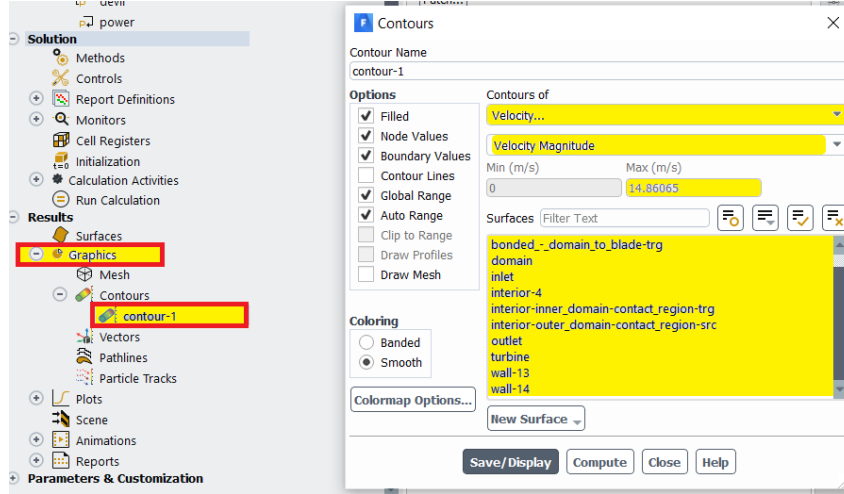 devil
power
Solution
Methods
Controls
Report Definitions
Monitors
Cell Registers
t=0 Initialization
Calculation Activities
Run Calculation
Results
Surfaces
Graphics
Mesh
Contours
contour-1
Vectors
Pathlines
Particle Tracks
Plots
Scene
Animations
Reports
Parameters & Customization
F Contours
Contour Name
contour-1
Options
Filled
Node Values
Boundary Values
Contour Lines
Global Range
Auto Range
Clip to Range
Draw Profiles
Draw Mesh
Coloring
Banded
Smooth
Colormap Options...
Contours of
Velocity...
Velocity Magnitude
Min (m/s) Max (m/s)
0 14.86065
Surfaces Filter Text
bonded_-_domain_to_blade-trg
domain
inlet
interior-4
interior-inner_domain-contact_region-trg
interior-outer_domain-contact_region-src
outlet
turbine
wall-13
wall-14
New Surface
Save/Display Compute Close Help